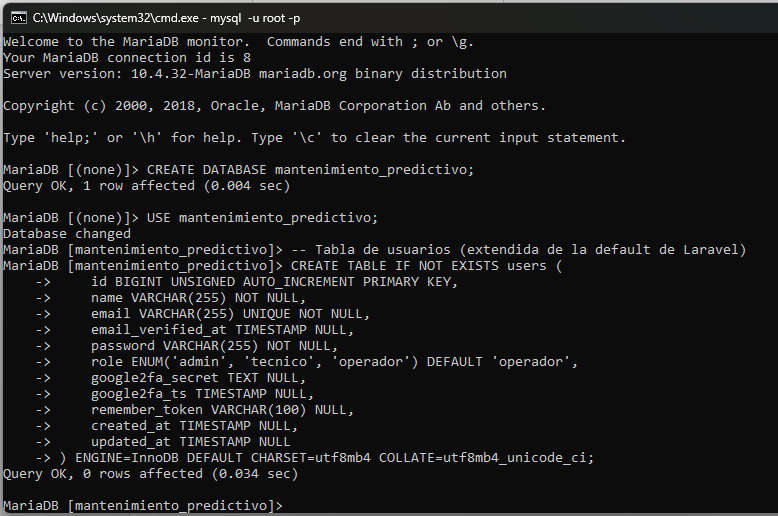 C:\Windows\system32\cmd.exe - mysql  -u root -p
Welcome to the MariaDB monitor.  Commands end with ; or \g.
Your MariaDB connection id is 8
Server version: 10.4.32-MariaDB mariadb.org binary distribution

Copyright (c) 2000, 2018, Oracle, MariaDB Corporation Ab and others.

Type 'help;' or '\h' for help. Type '\c' to clear the current input statement.

MariaDB [(none)]> CREATE DATABASE mantenimiento_predictivo;
Query OK, 1 row affected (0.004 sec)

MariaDB [(none)]> USE mantenimiento_predictivo;
Database changed
MariaDB [mantenimiento_predictivo]> -- Tabla de usuarios (extendida de la default de Laravel)
MariaDB [mantenimiento_predictivo]> CREATE TABLE IF NOT EXISTS users (
    ->     id BIGINT UNSIGNED AUTO_INCREMENT PRIMARY KEY,
    ->     name VARCHAR(255) NOT NULL,
    ->     email VARCHAR(255) UNIQUE NOT NULL,
    ->     email_verified_at TIMESTAMP NULL,
    ->     password VARCHAR(255) NOT NULL,
    ->     role ENUM('admin', 'tecnico', 'operador') DEFAULT 'operador',
    ->     google2fa_secret TEXT NULL,
    ->     google2fa_ts TIMESTAMP NULL,
    ->     remember_token VARCHAR(100) NULL,
    ->     created_at TIMESTAMP NULL,
    ->     updated_at TIMESTAMP NULL
    -> ) ENGINE=InnoDB DEFAULT CHARSET=utf8mb4 COLLATE=utf8mb4_unicode_ci;
Query OK, 0 rows affected (0.034 sec)

MariaDB [mantenimiento_predictivo]>